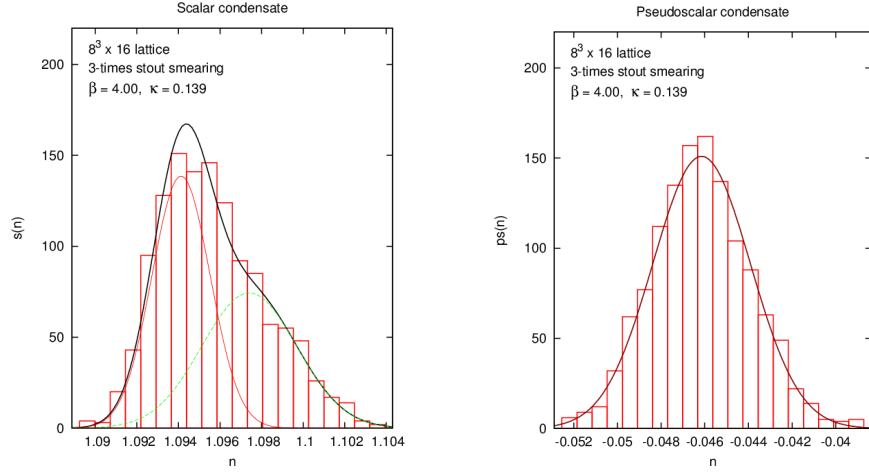 Scalar condensate
8³ x 16 lattice
3-times stout smearing
β = 4.00, κ = 0.139
200
150
100
50
0
s(n)
1.09 1.092 1.094 1.096 1.098 1.1 1.102 1.104
n
Pseudoscalar condensate
8³ x 16 lattice
3-times stout smearing
β = 4.00, κ = 0.139
200
150
100
50
0
ps(n)
-0.052 -0.05 -0.048 -0.046 -0.044 -0.042 -0.04
n